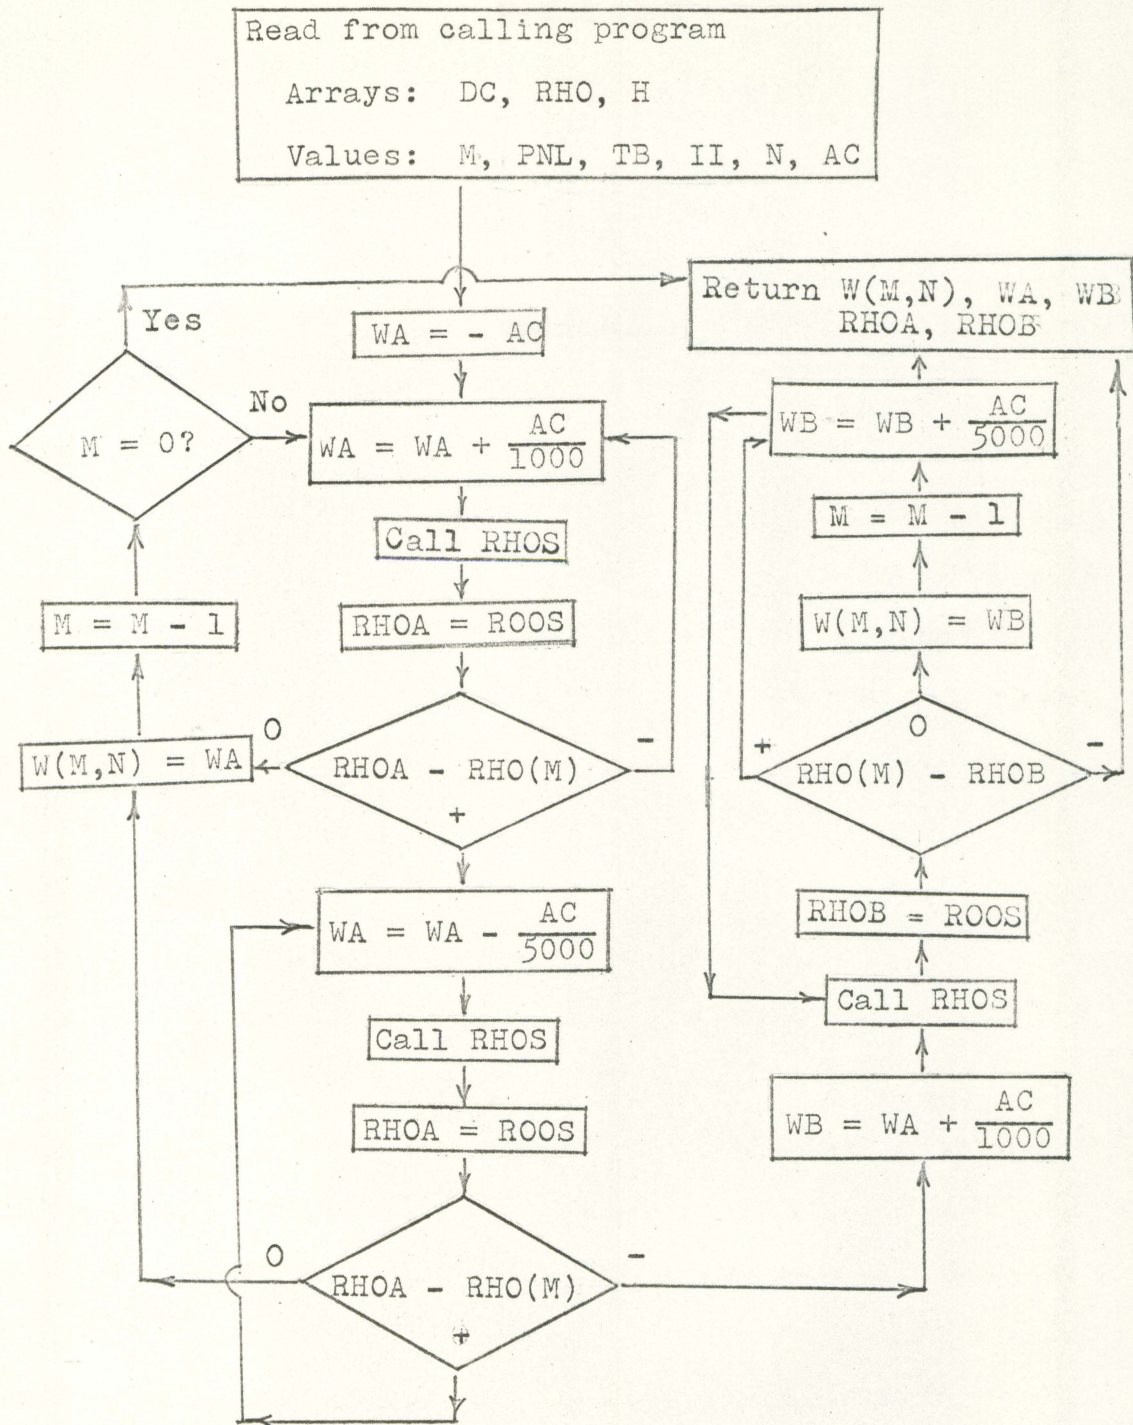 Read from calling program
Arrays: DC, RHO, H
Values: M, PNL, TB, II, N, AC
Return W(M,N), WA, WB
RHOA, RHOB
Yes
WA = - AC
M = 0?
No
WA = WA + AC/1000
WB = WB + AC/5000
Call RHOS
M = M - 1
M = M - 1
RHOA = ROOS
W(M,N) = WB
W(M,N) = WA
0
RHOA - RHO(M)
-
+
+
0
RHO(M) - RHOB
-
WA = WA - AC/5000
RHOB = ROOS
Call RHOS
Call RHOS
RHOA = ROOS
WB = WA + AC/1000
0
RHOA - RHO(M)
-
+